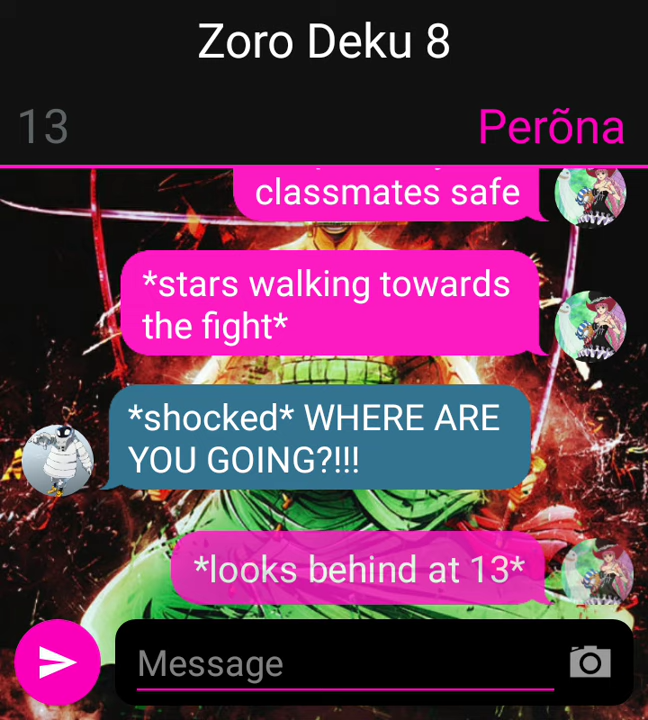 Zoro Deku 8
13
Perõna
classmates safe
*stars walking towards
the fight*
*shocked* WHERE ARE
YOU GOING?!!!
*looks behind at 13*
Message